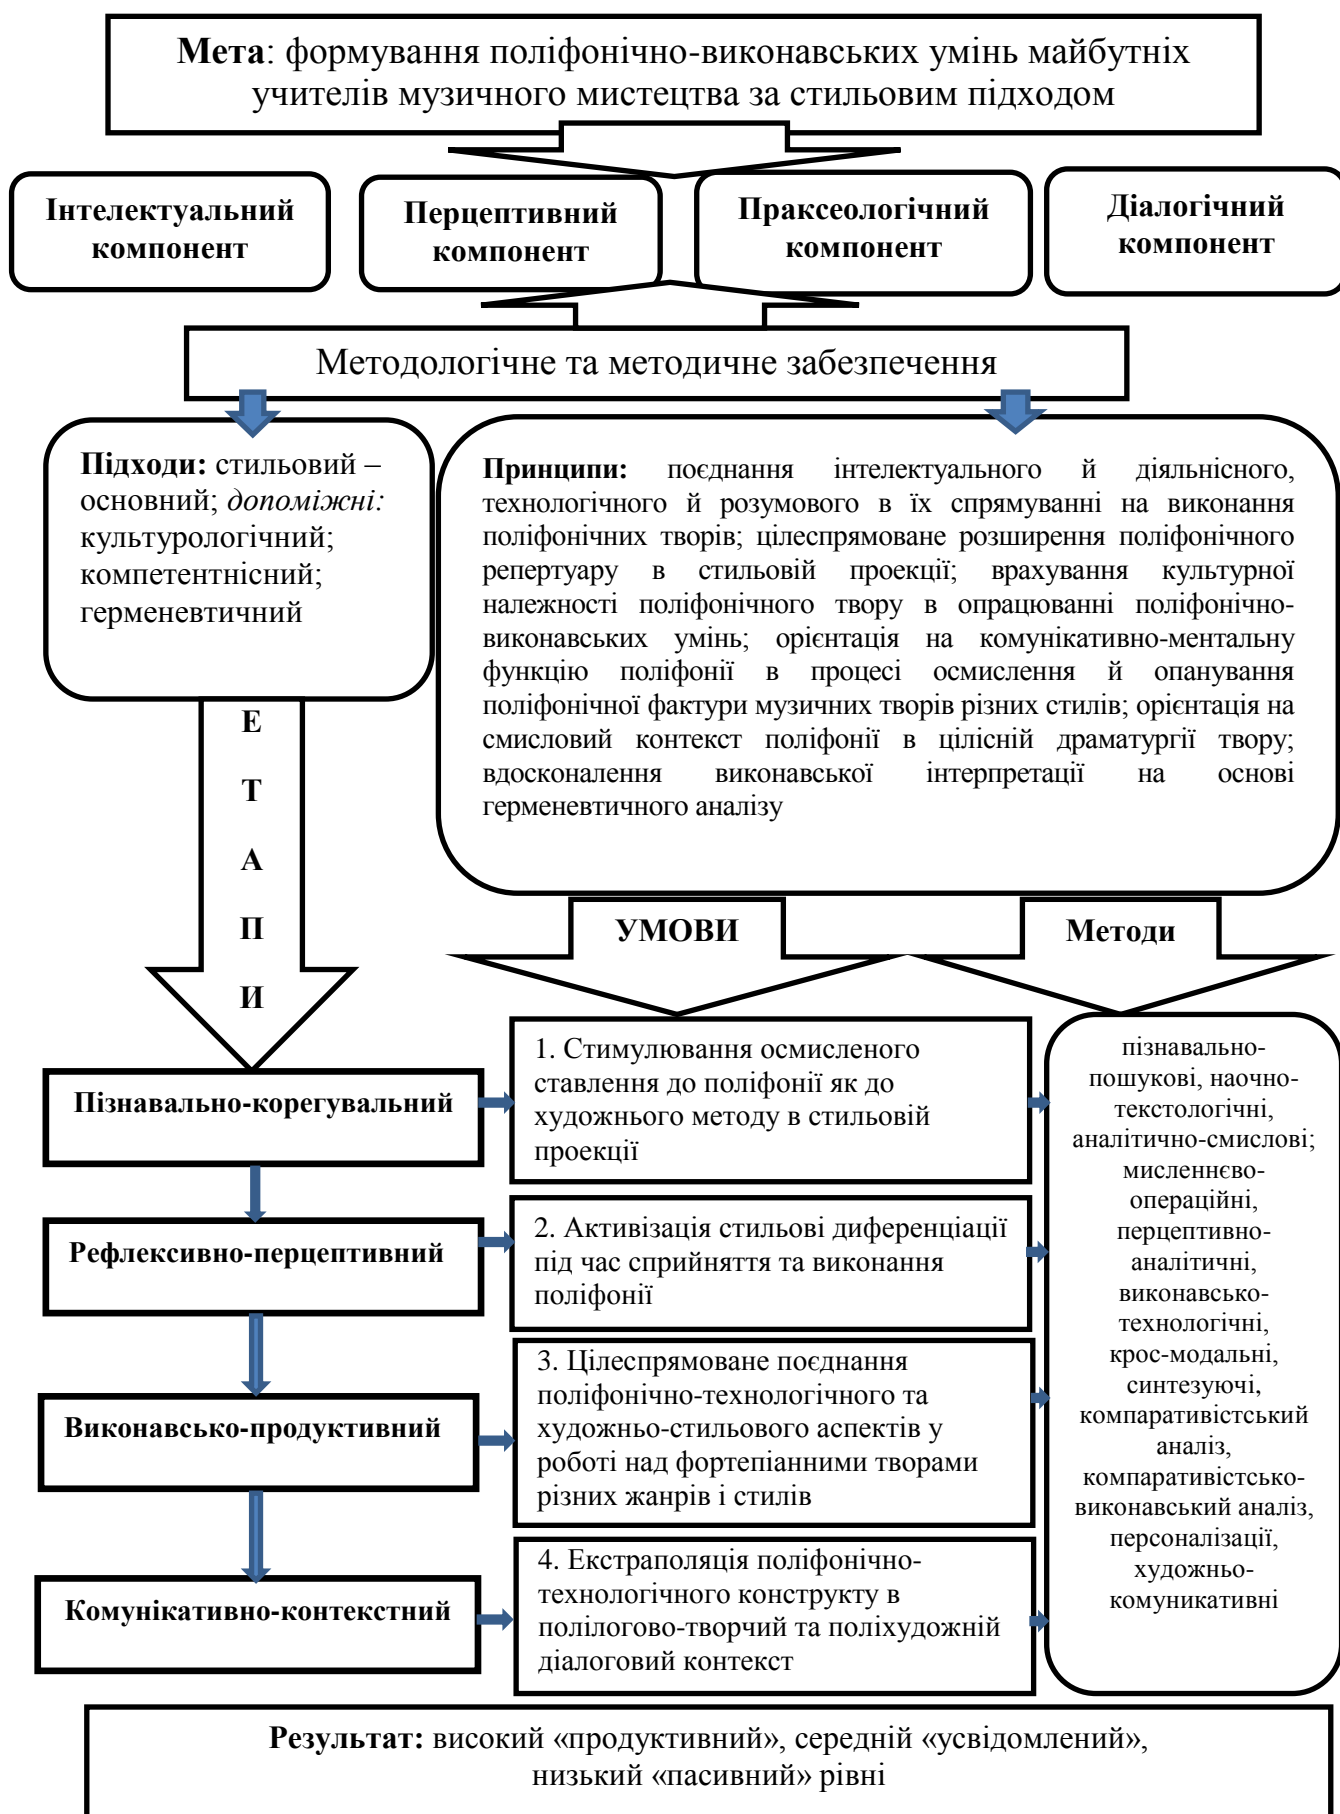 Мета: формування поліфонічно-виконавських умінь майбутніх
учителів музичного мистецтва за стильовим підходом
Інтелектуальний
компонент
Перцептивний
компонент
Праксеологічний
компонент
Діалогічний
компонент
Методологічне та методичне забезпечення
Підходи: стильовий –
основний; допоміжні:
культурологічний;
компетентнісний;
герменевтичний
Принципи: поєднання інтелектуального й діяльнісного,
технологічного й розумового в їх спрямуванні на виконання
поліфонічних творів; цілеспрямоване розширення поліфонічного
репертуару в стильовій проекції; врахування культурної
належності поліфонічного твору в опрацюванні поліфонічно-
виконавських умінь; орієнтація на комунікативно-ментальну
функцію поліфонії в процесі осмислення й опанування
поліфонічної фактури музичних творів різних стилів; орієнтація на
смисловий контекст поліфонії в цілісній драматургії твору;
вдосконалення виконавської інтерпретації на основі
герменевтичного аналізу
Е
Т
А
П
И
УМОВИ
Методи
Пізнавально-корегувальний
1. Стимулювання осмисленого
ставлення до поліфонії як до
художнього методу в стильовій
проекції
Рефлексивно-перцептивний
2. Активізація стильові диференціації
під час сприйняття та виконання
поліфонії
Виконавсько-продуктивний
3. Цілеспрямоване поєднання
поліфонічно-технологічного та
художньо-стильового аспектів у
роботі над фортепіанними творами
різних жанрів і стилів
Комунікативно-контекстний
4. Екстраполяція поліфонічно-
технологічного конструкту в
полілогово-творчий та поліхудожній
діалоговий контекст
пізнавально-
пошукові, наочно-
текстологічні,
аналітично-смислові;
мисленнєво-
операційні,
перцептивно-
аналітичні,
виконавсько-
технологічні,
крос-модальні,
синтезуючі,
компаративістський
аналіз,
компаративістсько-
виконавський аналіз,
персоналізації,
художньо-
комуникативні
Результат: високий «продуктивний», середній «усвідомлений»,
низький «пасивний» рівні